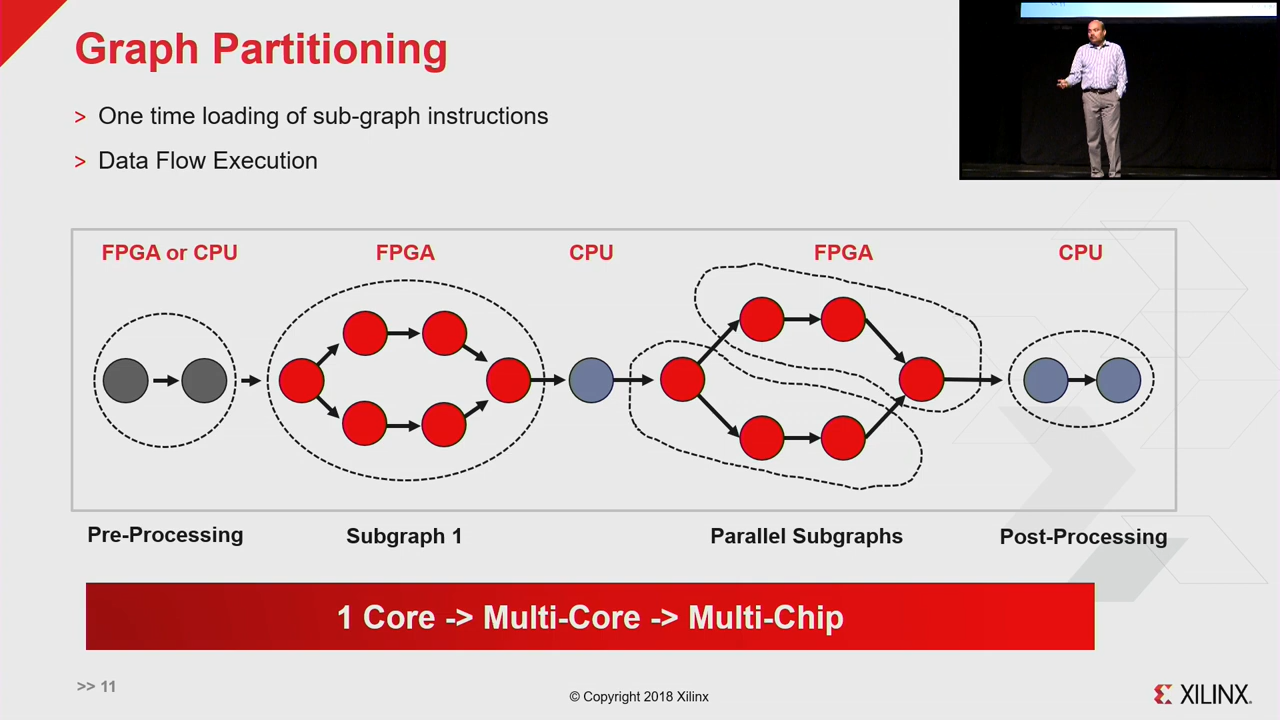 Graph Partitioning
> One time loading of sub-graph instructions
> Data Flow Execution
FPGA or CPU
FPGA
CPU
FPGA
CPU
Pre-Processing
Subgraph 1
Parallel Subgraphs
Post-Processing
1 Core -> Multi-Core -> Multi-Chip
>> 11
© Copyright 2018 Xilinx
XILINX.